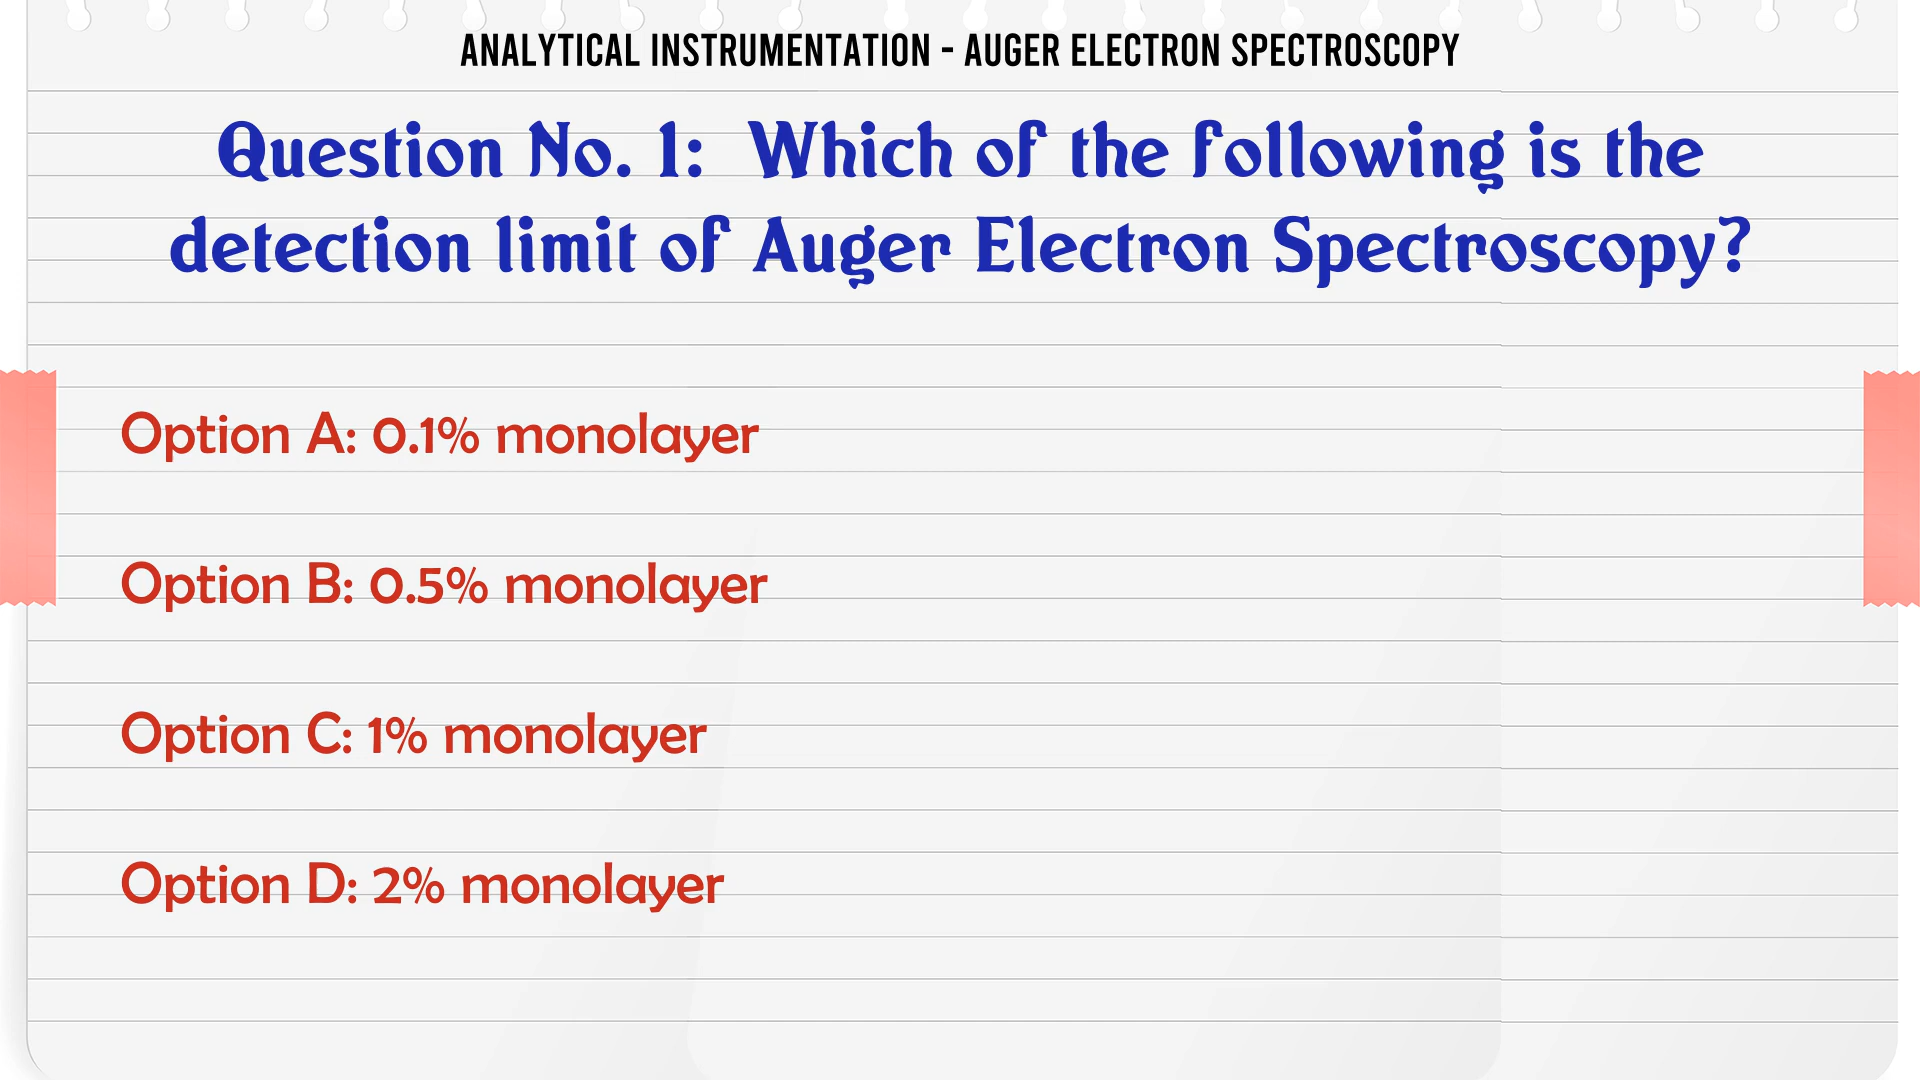 ANALYTICAL INSTRUMENTATION - AUGER ELECTRON SPECTROSCOPY
Question No. 1:  Which of the following is the
detection limit of Auger Electron Spectroscopy?
Option A: 0.1% monolayer
Option B: 0.5% monolayer
Option C: 1% monolayer
Option D: 2% monolayer